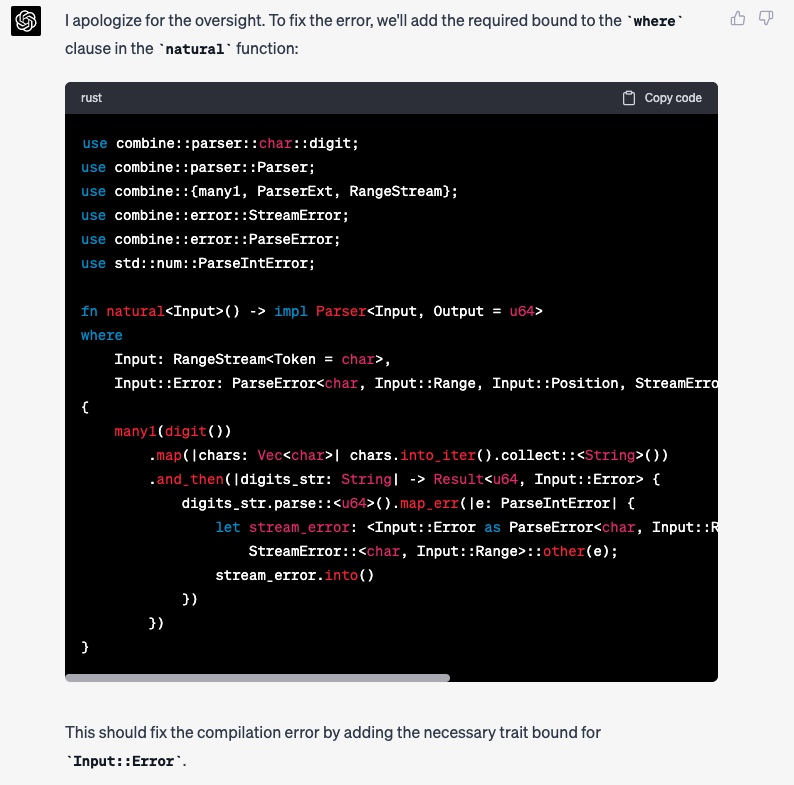 I apologize for the oversight. To fix the error, we'll add the required bound to the `where`
clause in the `natural` function:
rust
Copy code
use combine::parser::char::digit;
use combine::parser::Parser;
use combine::{many1, ParserExt, RangeStream};
use combine::error::StreamError;
use combine::error::ParseError;
use std::num::ParseIntError;
fn natural<Input>() -> impl Parser<Input, Output = u64>
where
    Input: RangeStream<Token = char>,
    Input::Error: ParseError<char, Input::Range, Input::Position, StreamErro
{
    many1(digit())
        .map(|chars: Vec<char>| chars.into_iter().collect::<String>())
        .and_then(|digits_str: String| -> Result<u64, Input::Error> {
            digits_str.parse::<u64>().map_err(|e: ParseIntError| {
                let stream_error: <Input::Error as ParseError<char, Input::R
                    StreamError::<char, Input::Range>::other(e);
                stream_error.into()
            })
        })
}
This should fix the compilation error by adding the necessary trait bound for
`Input::Error`.